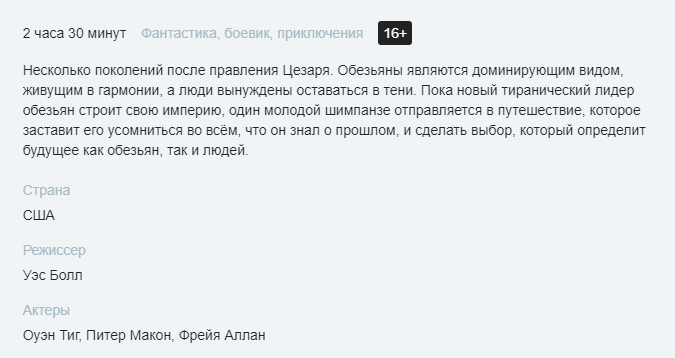 2 часа 30 минут Фантастика, боевик, приключения 16+
Несколько поколений после правления Цезаря. Обезьяны являются доминирующим видом,
живущим в гармонии, а люди вынуждены оставаться в тени. Пока новый тиранический лидер
обезьян строит свою империю, один молодой шимпанзе отправляется в путешествие, которое
заставит его усомниться во всём, что он знал о прошлом, и сделать выбор, который определит
будущее как обезьян, так и людей.
Страна
США
Режиссер
Уэс Болл
Актеры
Оуэн Тиг, Питер Макон, Фрейя Аллан